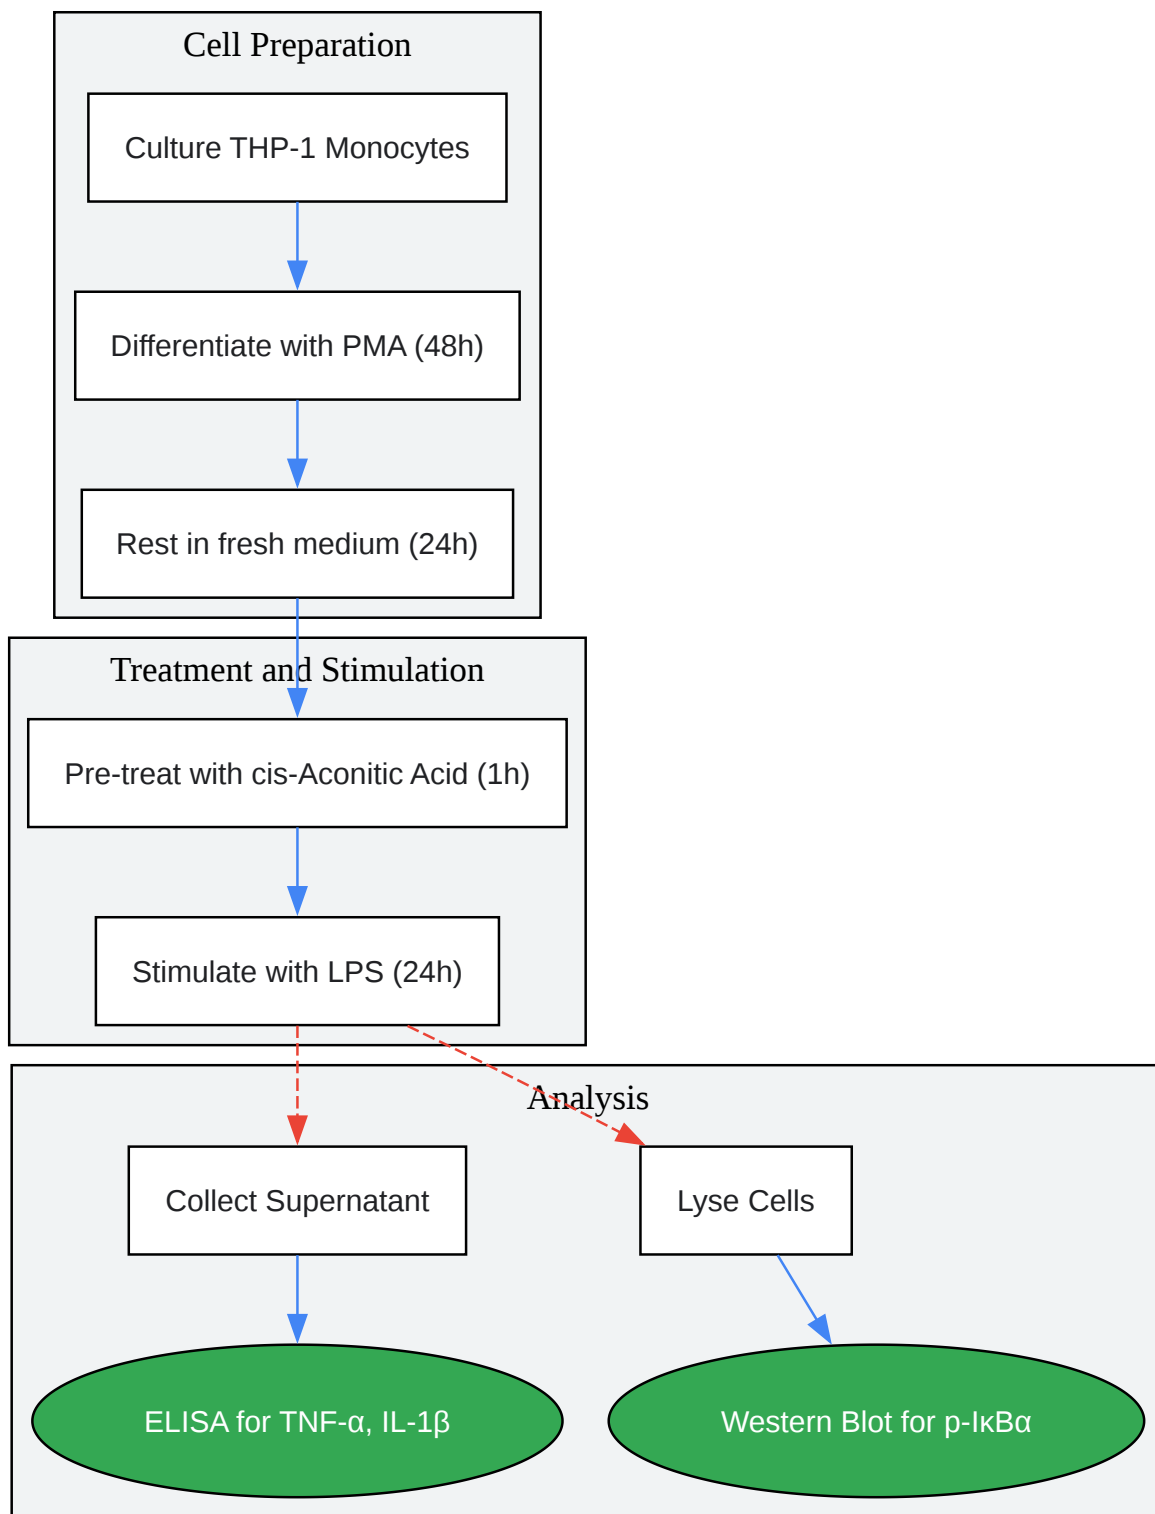 Cell Preparation
Culture THP-1 Monocytes
Differentiate with PMA (48h)
Rest in fresh medium (24h)
Treatment and Stimulation
Pre-treat with cis-Aconitic Acid (1h)
Stimulate with LPS (24h)
Analysis
Collect Supernatant
Lyse Cells
ELISA for TNF-α, IL-1β
Western Blot for p-IκBα